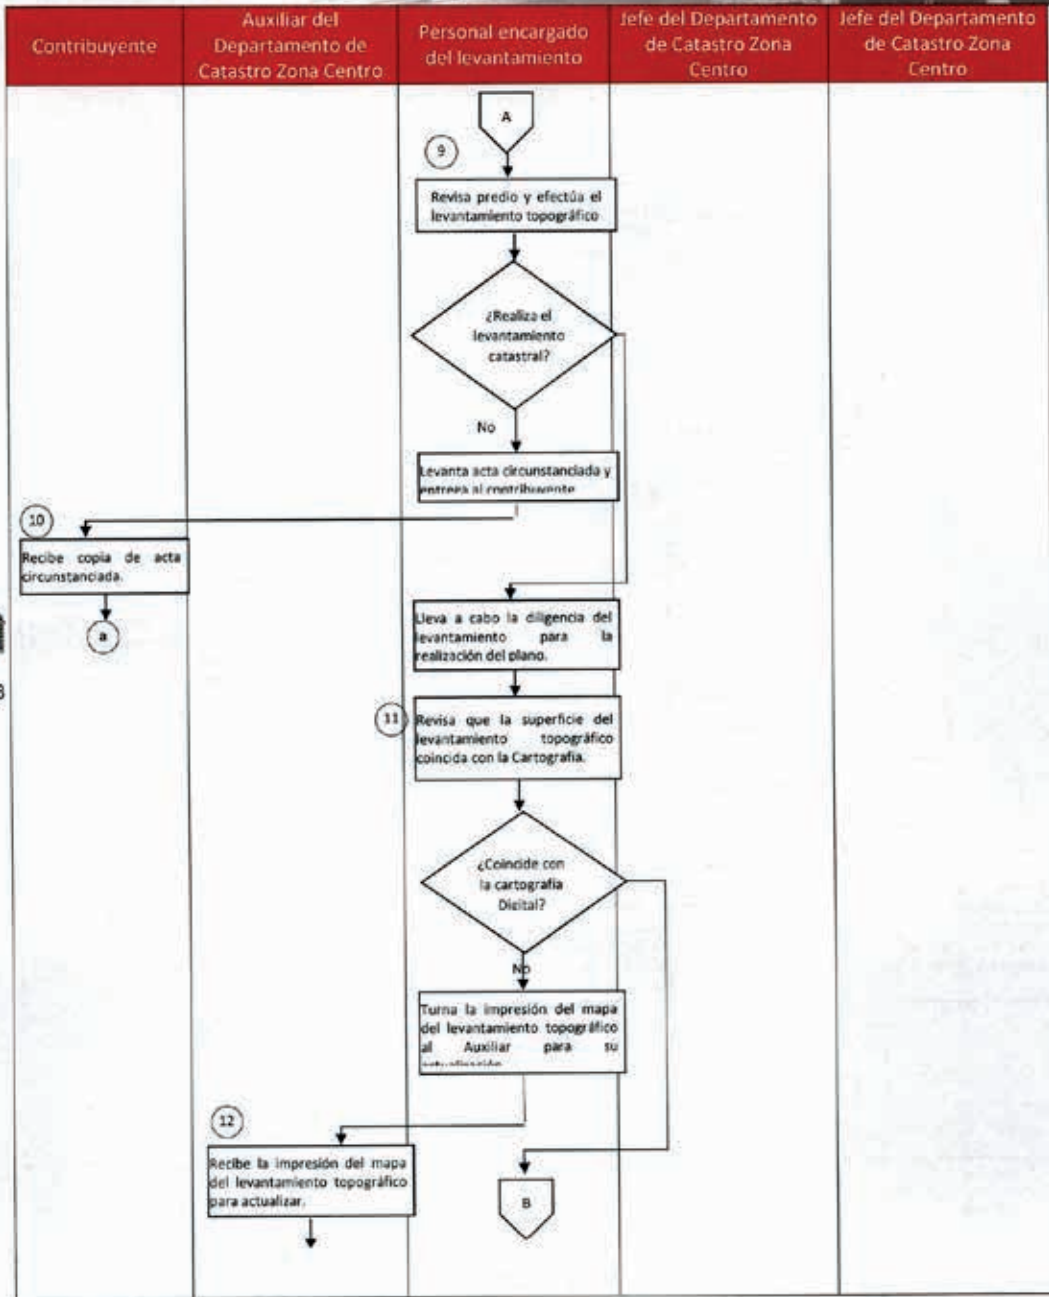 Contribuyente
Auxiliar del
Departamento de
Catastro Zona Centro
Personal encargado
del levantamiento
Jefe del Departamento
de Catastro Zona
Centro
Jefe del Departamento
de Catastro Zona
Centro
A
9
Revisa predio y efectúa el
levantamiento topográfico
¿Realiza el
levantamiento
catastral?
No
Levanta acta circunstanciada y
entrega al contribuyente
10
Recibe copia de acta
circunstanciada.
a
Lleva a cabo la diligencia del
levantamiento para la
realización del plano.
11
Revisa que la superficie del
levantamiento topográfico
coincida con la Cartografía.
¿Coincide con
la cartografía
Digital?
No
Turna la impresión del mapa
del levantamiento topográfico
al Auxiliar para su
12
Recibe la impresión del mapa
del levantamiento topográfico
para actualizar.
B